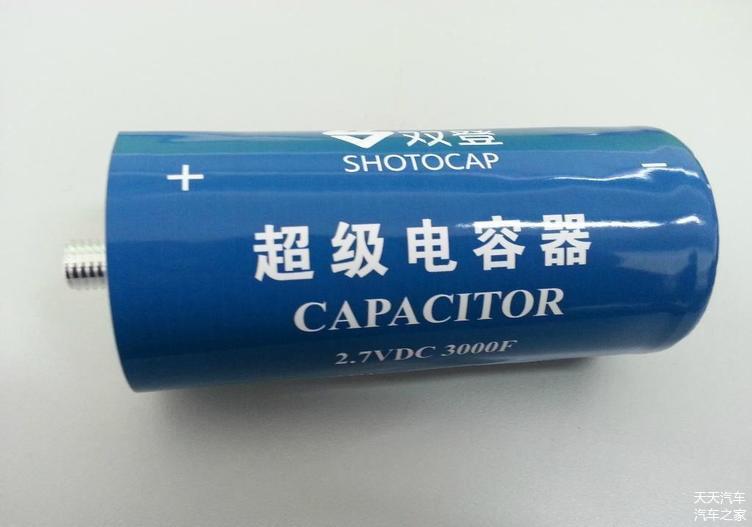 双登
SHOTOCAP
+
-
超级电容器
CAPACITOR
2.7VDC 3000F
天天汽车
汽车之家